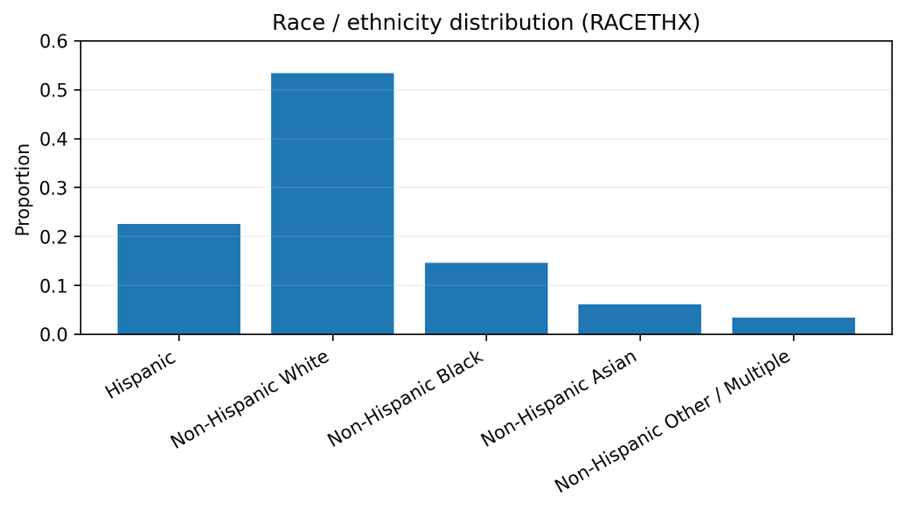 Race / ethnicity distribution (RACETHX)
Proportion
0.6
0.5
0.4
0.3
0.2
0.1
0.0
Hispanic
Non-Hispanic White
Non-Hispanic Black
Non-Hispanic Asian
Non-Hispanic Other / Multiple